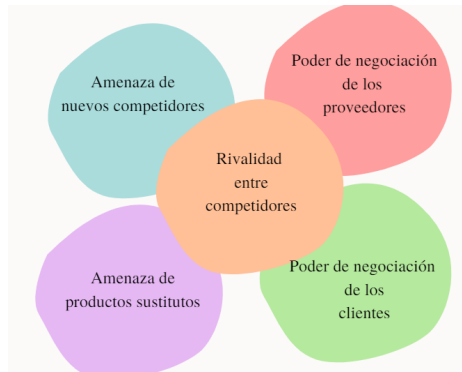 Amenaza de
nuevos competidores
Poder de negociación
de los
proveedores
Rivalidad
entre
competidores
Amenaza de
productos sustitutos
Poder de negociación
de los
clientes